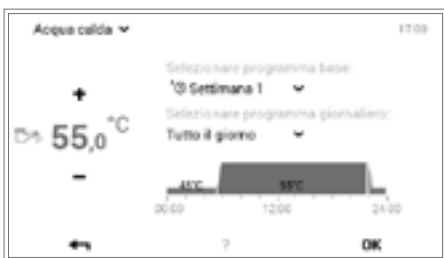 Acqua calda
17:09
Selezionare programma base:
Settimana 1
Selezionare programma giornaliero:
Tutto il giorno
+
55,0 °C
−
45°C 55°C
00:00 12:00 24:00
? OK